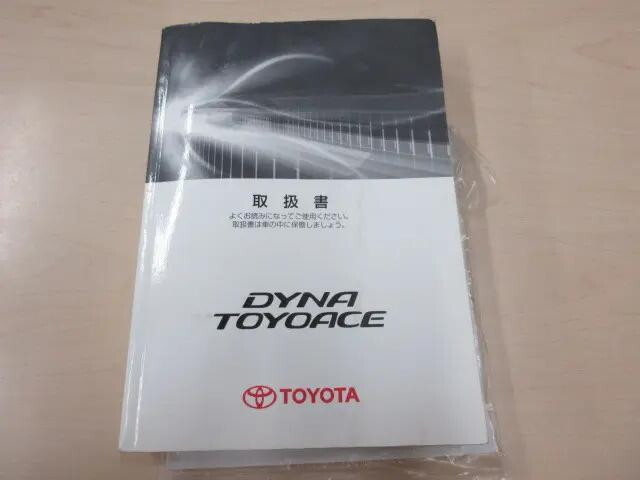 取扱書
よくお読みになってご使用ください。
取扱書は車の中に保管しましょう。
DYNA
TOYOACE
TOYOTA